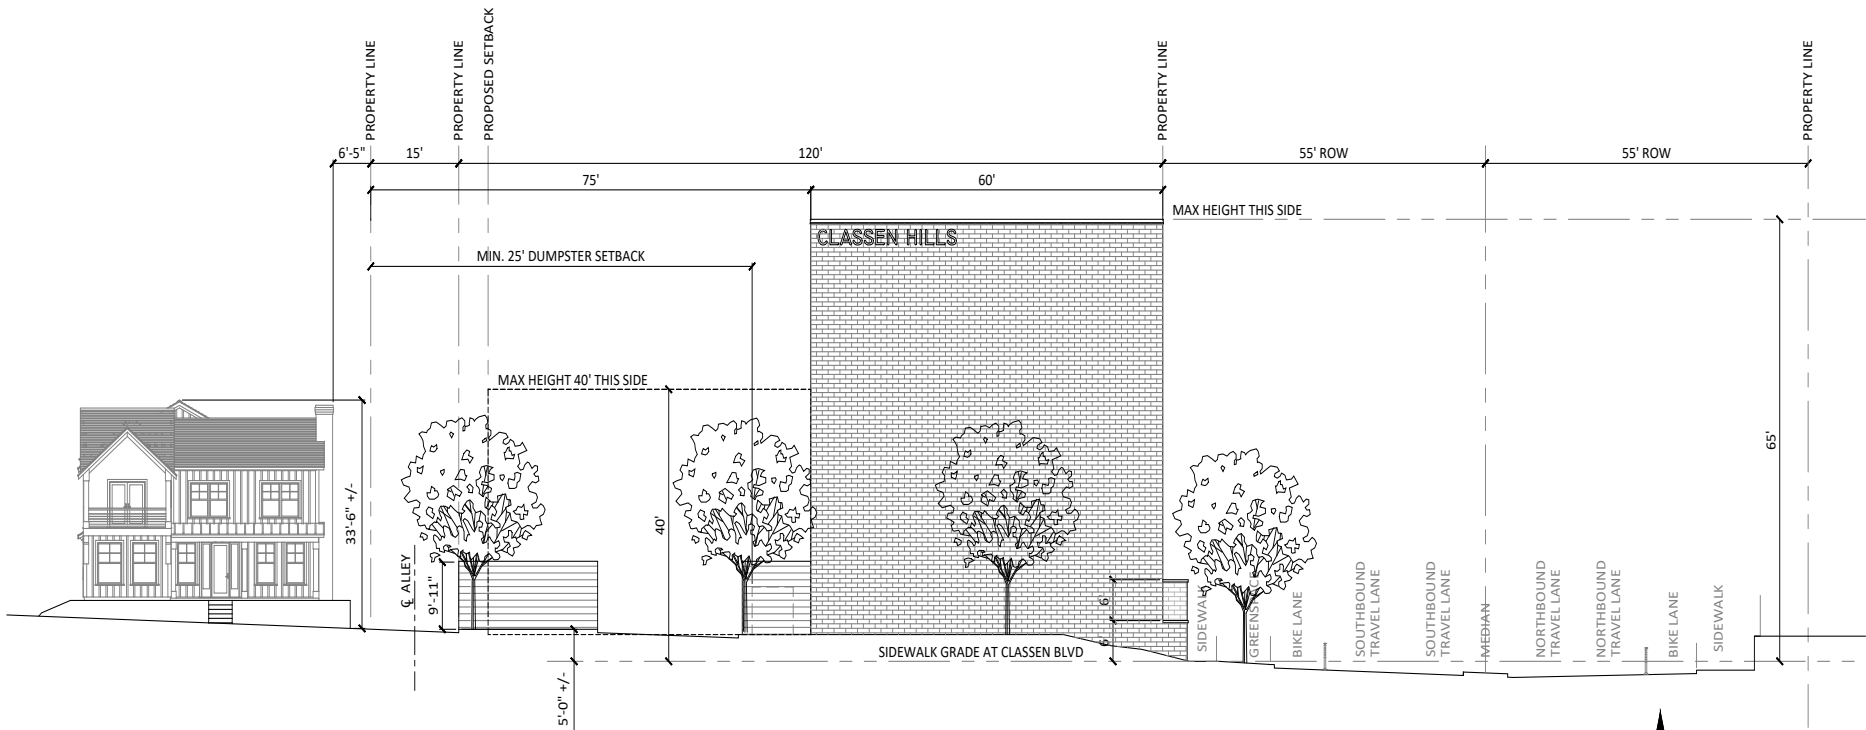 PROPERTY LINE
PROPERTY LINE
PROPOSED SETBACK
PROPERTY LINE
PROPERTY LINE
6'-5"
15'
120'
55' ROW
55' ROW
75'
60'
MAX HEIGHT THIS SIDE
CLASSEN HILLS
MIN. 25' DUMPSTER SETBACK
MAX HEIGHT 40' THIS SIDE
33'-6" +/-
40'
65'
℄ ALLEY
9'-11"
6'
6'
SIDEWALK
GREENSPACE
BIKE LANE
SOUTHBOUND
TRAVEL LANE
SOUTHBOUND
TRAVEL LANE
MEDIAN
NORTHBOUND
TRAVEL LANE
NORTHBOUND
TRAVEL LANE
BIKE LANE
SIDEWALK
SIDEWALK GRADE AT CLASSEN BLVD
5'-0" +/-